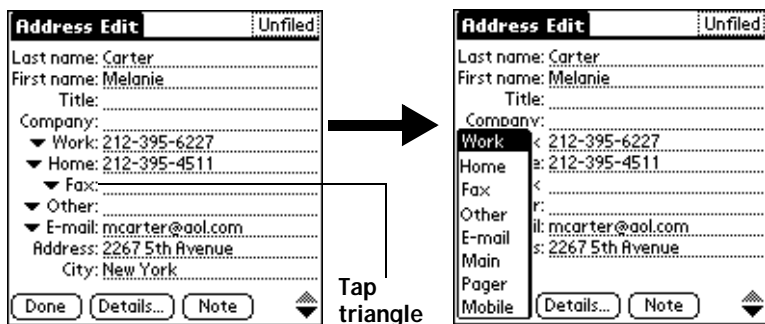 Address Edit Unfiled
Last name: Carter
First name: Melanie
Title:
Company:
Work: 212-395-6227
Home: 212-395-4511
Fax:
Other:
E-mail: mcarter@aol.com
Address: 2267 5th Avenue
City: New York
Done Details... Note
Tap
triangle
Address Edit Unfiled
Last name: Carter
First name: Melanie
Title:
Company:
Work k: 212-395-6227
Home e: 212-395-4511
Fax
Other r:
E-mail il: mcarter@aol.com
Main s: 2267 5th Avenue
Pager
Mobile Details... Note